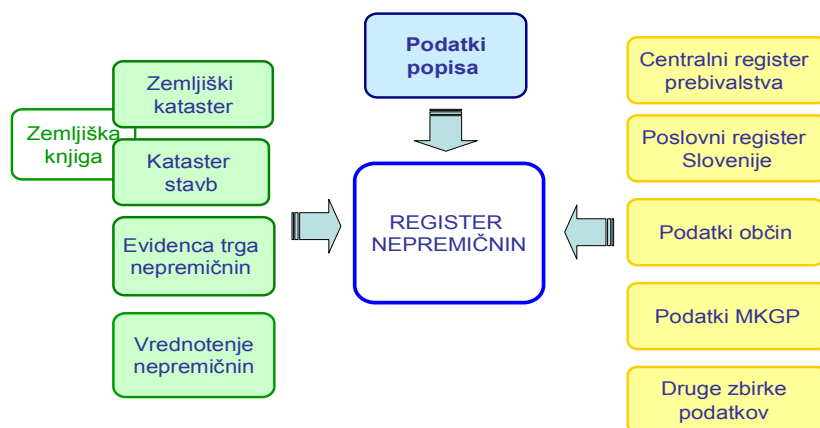 Podatki
popisa
Zemljiški
kataster
Zemljiška
knjiga
Kataster
stavb
Evidenca trga
nepremičnin
Vrednotenje
nepremičnin
REGISTER
NEPREMIČNIN
Centralni register
prebivalstva
Poslovni register
Slovenije
Podatki občin
Podatki MKGP
Druge zbirke
podatkov